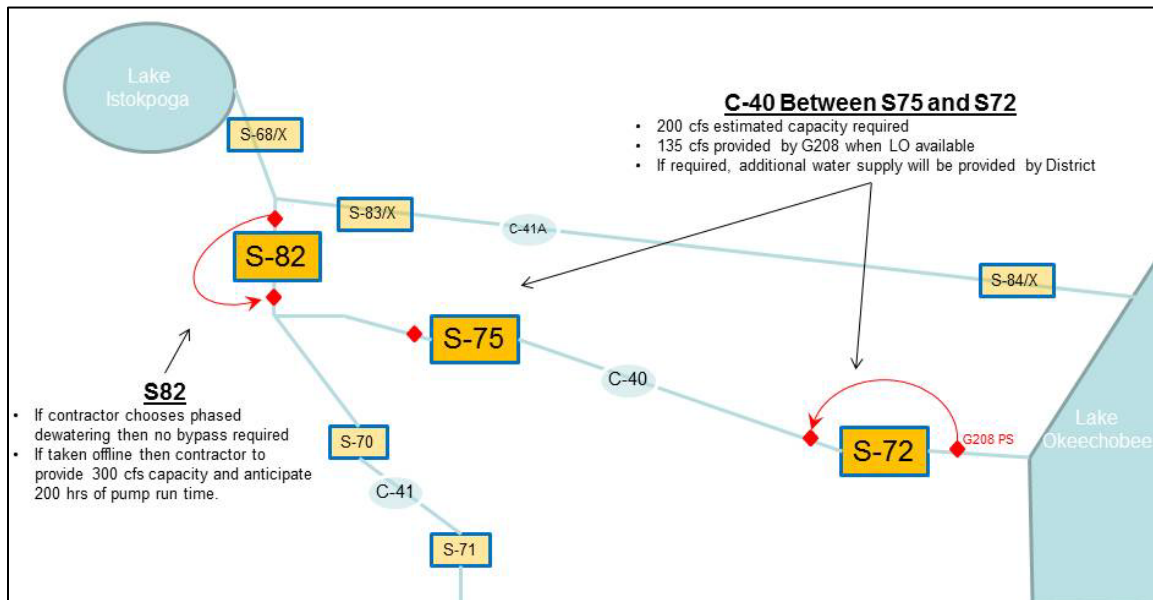 Lake
Istokpoga
S-68/X
C-40 Between S75 and S72
• 200 cfs estimated capacity required
• 135 cfs provided by G208 when LO available
• If required, additional water supply will be provided by District
S-83/X
C-41A
S-82
S-84/X
S-75
C-40
S82
• If contractor chooses phased
dewatering then no bypass required
• If taken offline then contractor to
provide 300 cfs capacity and anticipate
200 hrs of pump run time.
S-70
C-41
S-71
S-72
G208 PS
Lake
Okeechobee